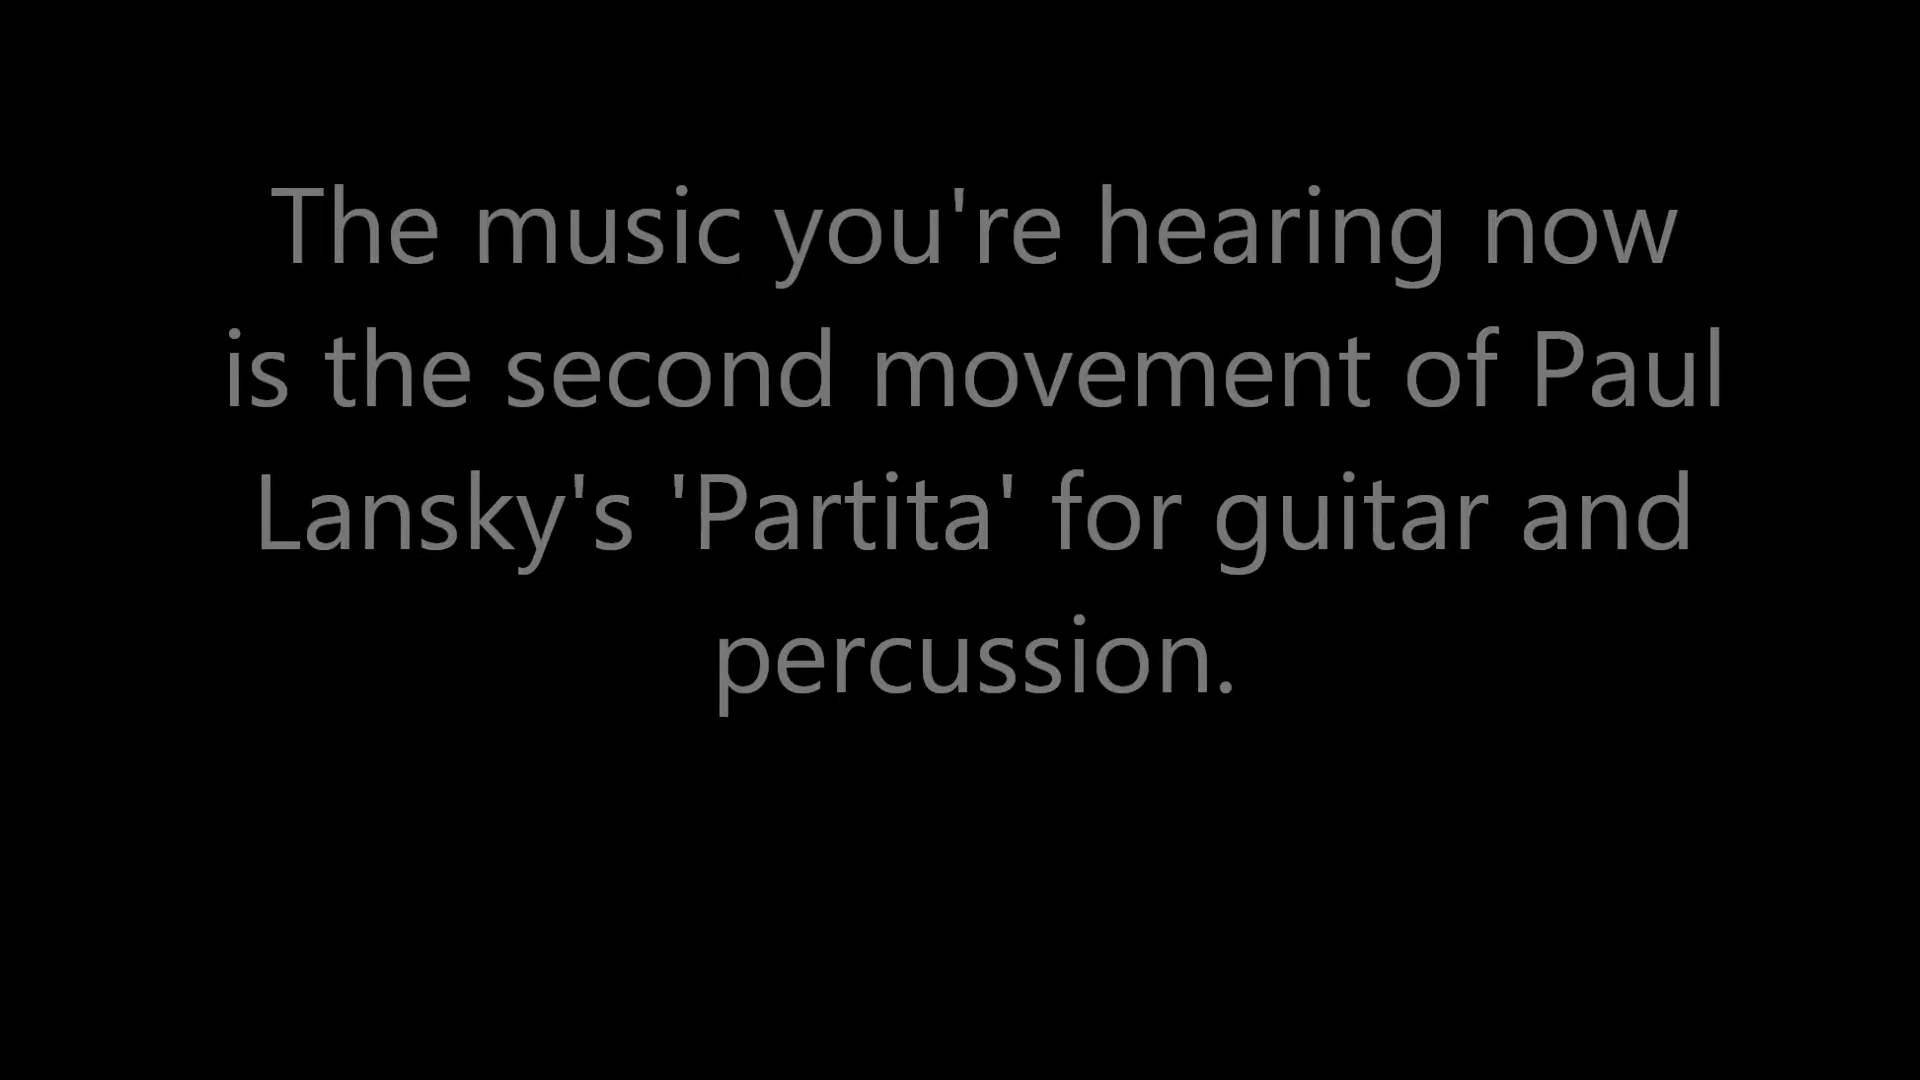 The music you're hearing now
is the second movement of Paul
Lansky's 'Partita' for guitar and
percussion.